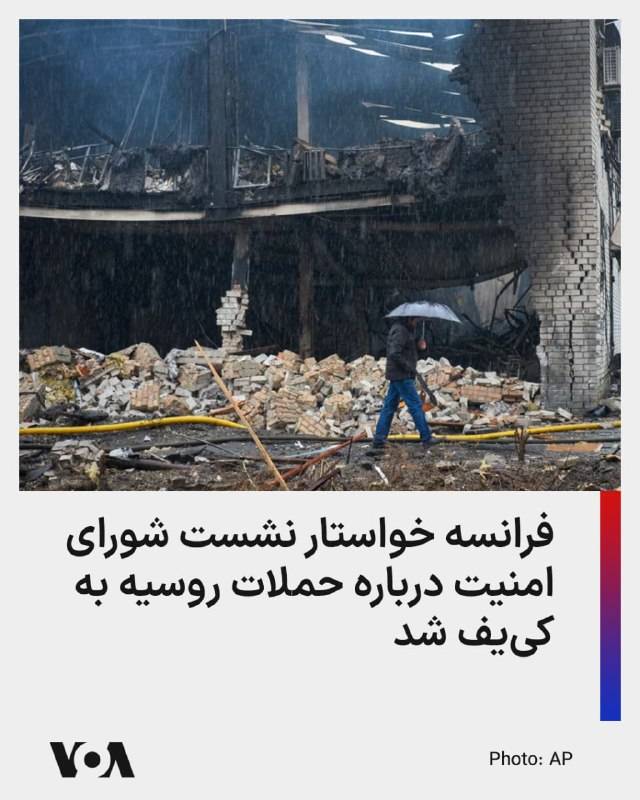 فرانسه خواستار نشست شورای
امنیت درباره حملات روسیه به
کی‌یف شد
VOA
Photo: AP